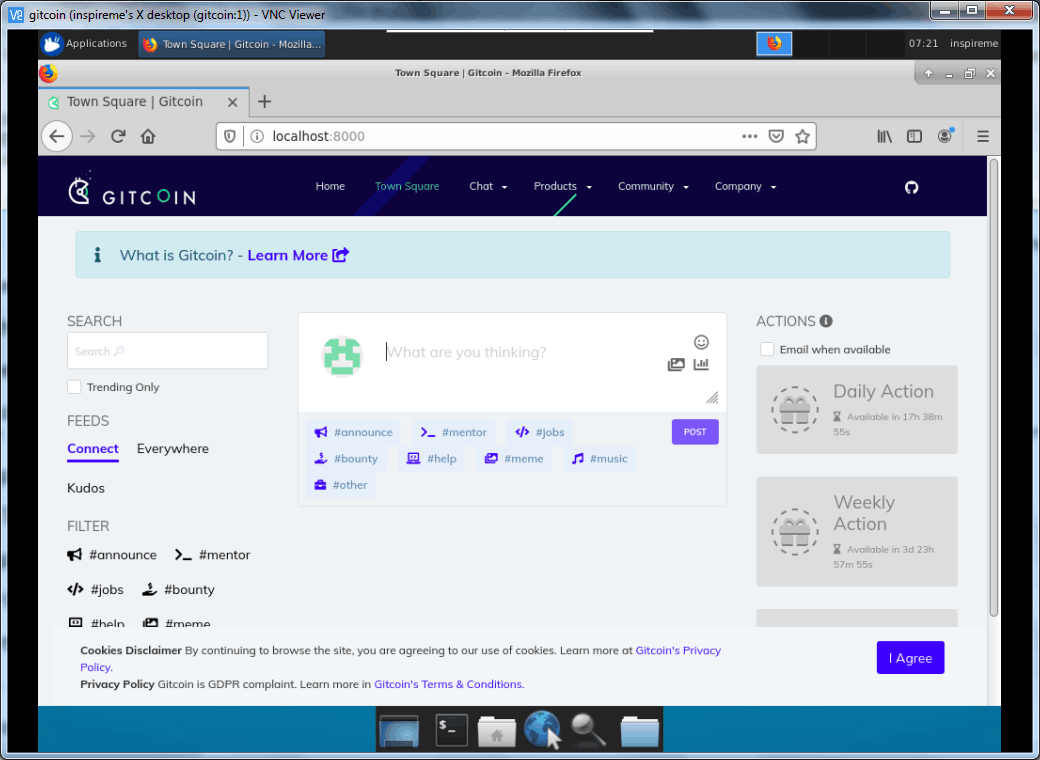 gitcoin (inspireme's X desktop (gitcoin:1)) - VNC Viewer
Applications
Town Square | Gitcoin - Mozilla...
07:21 inspireme
Town Square | Gitcoin - Mozilla Firefox
Town Square | Gitcoin
localhost:8000
GITCOIN
Home Town Square Chat Products Community Company
What is Gitcoin? - Learn More
SEARCH
Search
Trending Only
FEEDS
Connect Everywhere
Kudos
FILTER
#announce #mentor
#jobs #bounty
#help #meme
What are you thinking?
#announce #mentor #jobs
POST
#bounty #help #meme #music
#other
ACTIONS
Email when available
Daily Action
Available in 17h 38m
55s
Weekly
Action
Available in 3d 23h
57m 55s
Cookies Disclaimer By continuing to browse the site, you are agreeing to our use of cookies. Learn more at Gitcoin's Privacy
Policy.
Privacy Policy Gitcoin is GDPR complaint. Learn more in Gitcoin's Terms & Conditions.
I Agree